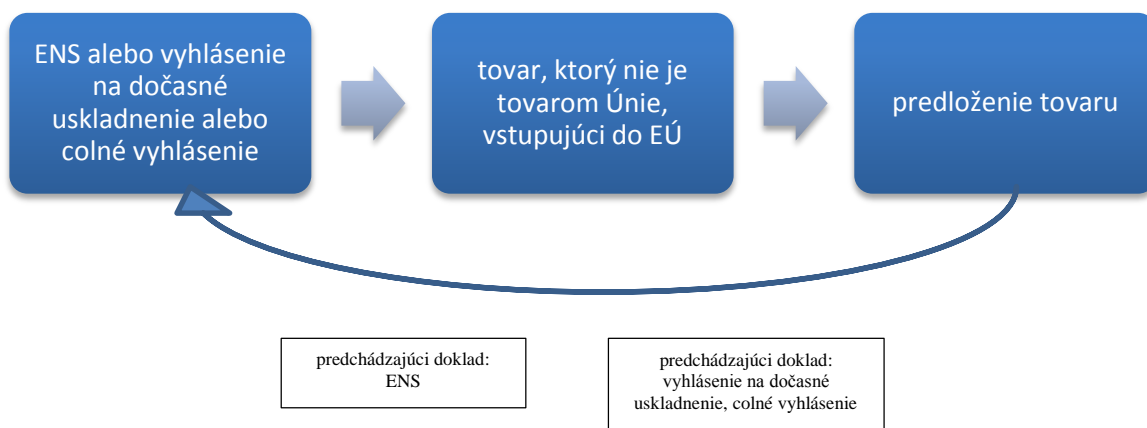 ENS alebo vyhlásenie
na dočasné
uskladnenie alebo
colné vyhlásenie
tovar, ktorý nie je
tovarom Únie,
vstupujúci do EÚ
predloženie tovaru
predchádzajúci doklad:
ENS
predchádzajúci doklad:
vyhlásenie na dočasné
uskladnenie, colné vyhlásenie